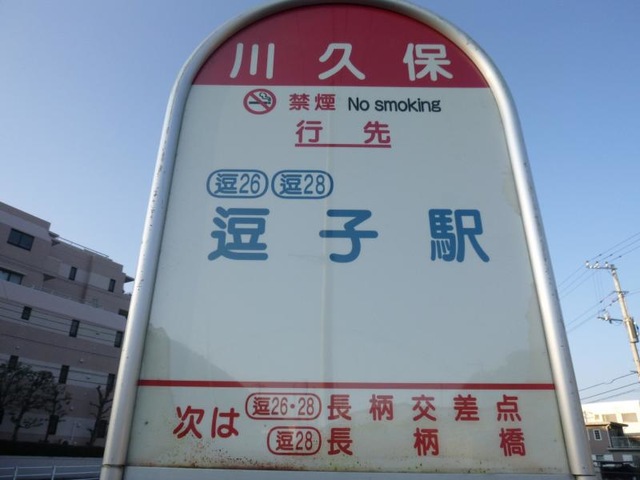 川久保
禁煙 No smoking
行先
逗26 逗28
逗子駅
次は 逗26・28 長柄交差点
逗28 長柄橋